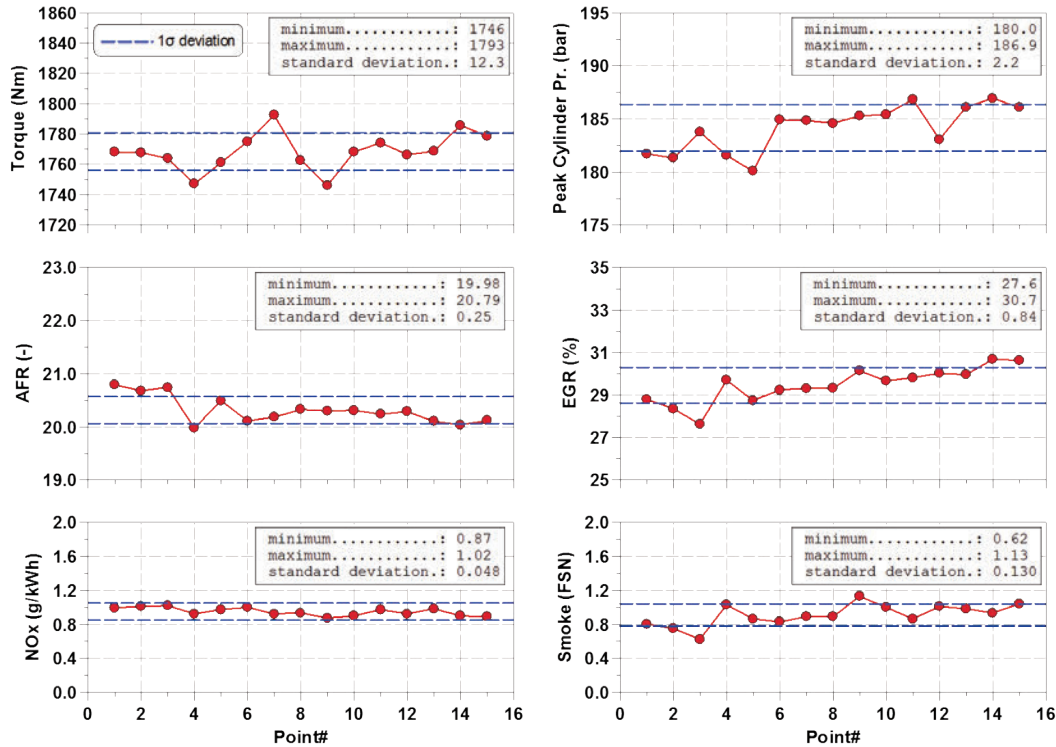 1860
1840
1820
1800
1780
1760
1740
1720
Torque (Nm)
1σ deviation
minimum............: 1746
maximum............: 1793
standard deviation.: 12.3
195
190
185
180
175
Peak Cylinder Pr. (bar)
minimum............: 180.0
maximum............: 186.9
standard deviation.: 2.2
23.0
22.0
21.0
20.0
19.0
AFR (-)
minimum............: 19.98
maximum............: 20.79
standard deviation.: 0.25
35
33
31
29
27
25
EGR (%)
minimum............: 27.6
maximum............: 30.7
standard deviation.: 0.84
2.0
1.6
1.2
0.8
0.4
0.0
NOx (g/kWh)
minimum............: 0.87
maximum............: 1.02
standard deviation.: 0.048
0 2 4 6 8 10 12 14 16
Point#
2.0
1.6
1.2
0.8
0.4
0.0
Smoke (FSN)
minimum............: 0.62
maximum............: 1.13
standard deviation.: 0.130
0 2 4 6 8 10 12 14 16
Point#